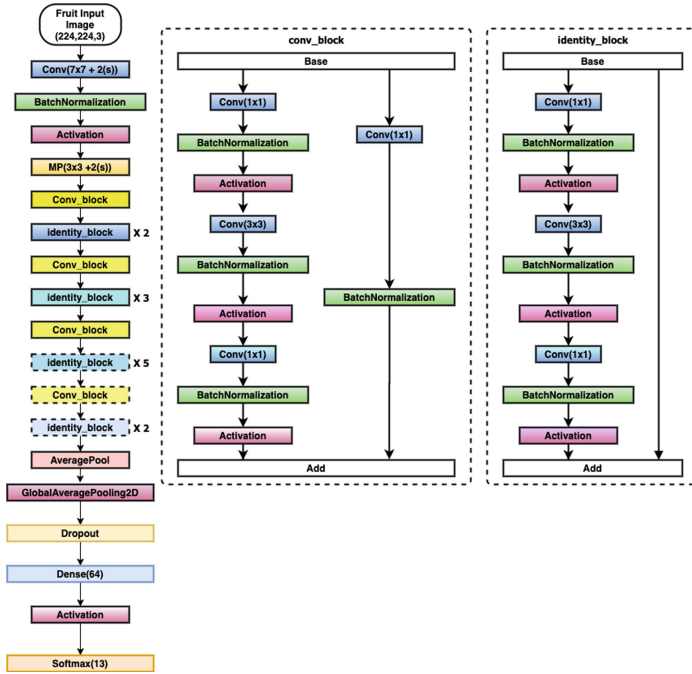 Fruit Input
Image
(224,224,3)
Conv(7x7 + 2(s))
BatchNormalization
Activation
MP(3x3 +2(s))
Conv_block
identity_block X 2
Conv_block
identity_block X 3
Conv_block
identity_block X 5
Conv_block
identity_block X 2
AveragePool
GlobalAveragePooling2D
Dropout
Dense(64)
Activation
Softmax(13)
conv_block
Base
Conv(1x1)
BatchNormalization
Activation
Conv(3x3)
BatchNormalization
Activation
Conv(1x1)
BatchNormalization
Activation
Conv(1x1)
BatchNormalization
Add
identity_block
Base
Conv(1x1)
BatchNormalization
Activation
Conv(3x3)
BatchNormalization
Activation
Conv(1x1)
BatchNormalization
Activation
Add